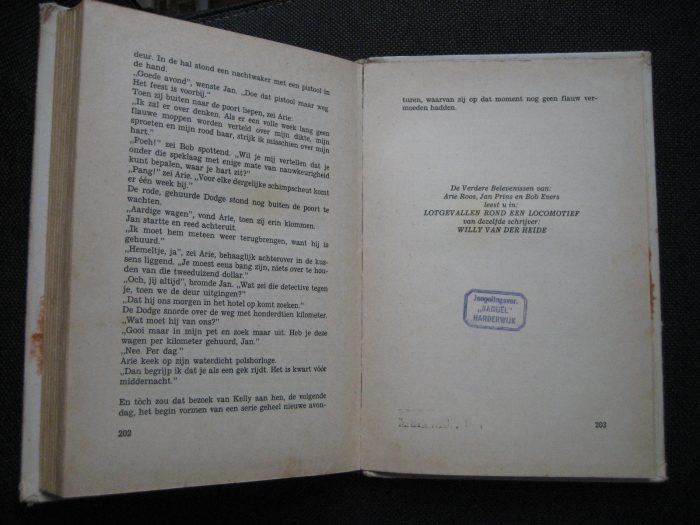 deur. In de hal stond een nachtwaker met een pistool in
de hand.
„Goede avond”, wenste Jan. „Doe dat pistool maar weg.
Het feest is voorbij.”
Toen zij buiten naar de poort liepen, zei Arie:
„Ik zal er over denken. Als er een volle week lang geen
flauwe moppen worden verteld over mijn dikte, mijn
sproeten en mijn rood haar, strijk ik misschien over mijn
hart.”
„Poeh!” zei Bob spottend. „Wil je mij vertellen dat je
onder die speklaag met enige mate van nauwkeurigheid
kunt bepalen, waar je hart zit?”
„Pang!” zei Arie. „Voor elke dergelijke schimpscheut komt
er één week bij.”
De rode, gehuurde Dodge stond nog buiten de poort te
wachten.
„Aardige wagen”, vond Arie, toen zij erin klommen.
Jan startte en reed achteruit.
„Ik moet hem meteen weer terugbrengen, want hij is
gehuurd.”
„Hemeltje, ja”, zei Arie, behaaglijk achterover in de kus-
sens liggend. „Je moest eens bang zijn, niets over te hou-
den van die tweeduizend dollar.”
„Och, jij altijd”, bromde Jan. „Wat zei die detective tegen
je, toen we de deur uitgingen?”
„Dat hij ons morgen in het hotel op komt zoeken.”
De Dodge snorde over de weg met honderdtien kilometer.
„Wat moet hij van ons?”
„Gooi maar in mijn pet en zoek maar uit. Heb je deze
wagen per kilometer gehuurd, Jan.”
„Nee. Per dag.”
Arie keek op zijn waterdicht polshorloge.
„Dan begrijp ik dat je als een gek rijdt. Het is kwart vóór
middernacht.”
En tòch zou dat bezoek van Kelly aan hen, de volgende
dag, het begin vormen van een serie geheel nieuwe avon-
202
turen, waarvan zij op dat moment nog geen flauw ver-
moeden hadden.
De Verdere Belevenissen van:
Arie Roos, Jan Prins en Bob Evers
leest u in:
LOTGEVALLEN ROND EEN LOCOMOTIEF
van dezelfde schrijver:
WILLY VAN DER HEIDE
Jongelingsver.
„SAGUËL”
HARDERWIJK
203